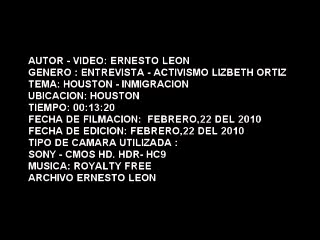 AUTOR - VIDEO: ERNESTO LEON
GENERO : ENTREVISTA - ACTIVISMO LIZBETH ORTIZ
TEMA: HOUSTON - INMIGRACION
UBICACION: HOUSTON
TIEMPO: 00:13:20
FECHA DE FILMACION:  FEBRERO,22 DEL 2010
FECHA DE EDICION: FEBRERO,22 DEL 2010
TIPO DE CAMARA UTILIZADA :
SONY - CMOS HD. HDR- HC9
MUSICA: ROYALTY FREE
ARCHIVO ERNESTO LEON